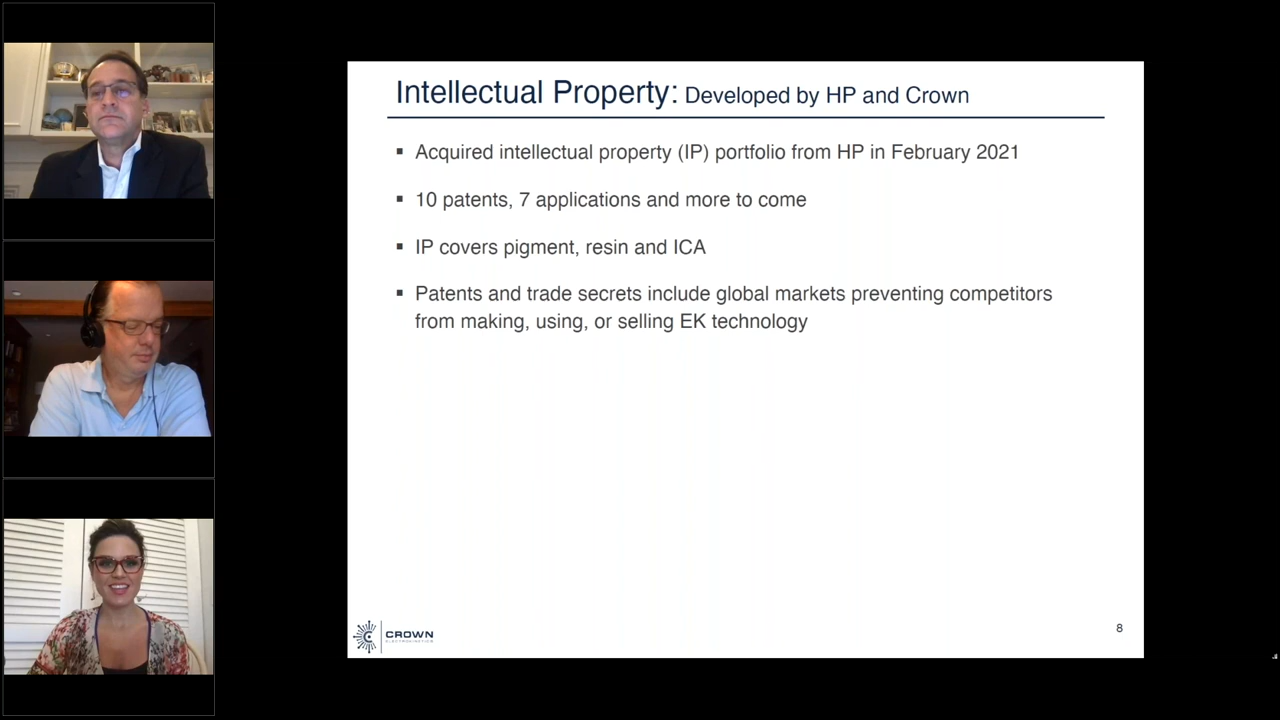 Intellectual Property: Developed by HP and Crown
▪ Acquired intellectual property (IP) portfolio from HP in February 2021
▪ 10 patents, 7 applications and more to come
▪ IP covers pigment, resin and ICA
▪ Patents and trade secrets include global markets preventing competitors
from making, using, or selling EK technology
CROWN
ELECTROKINETICS
8